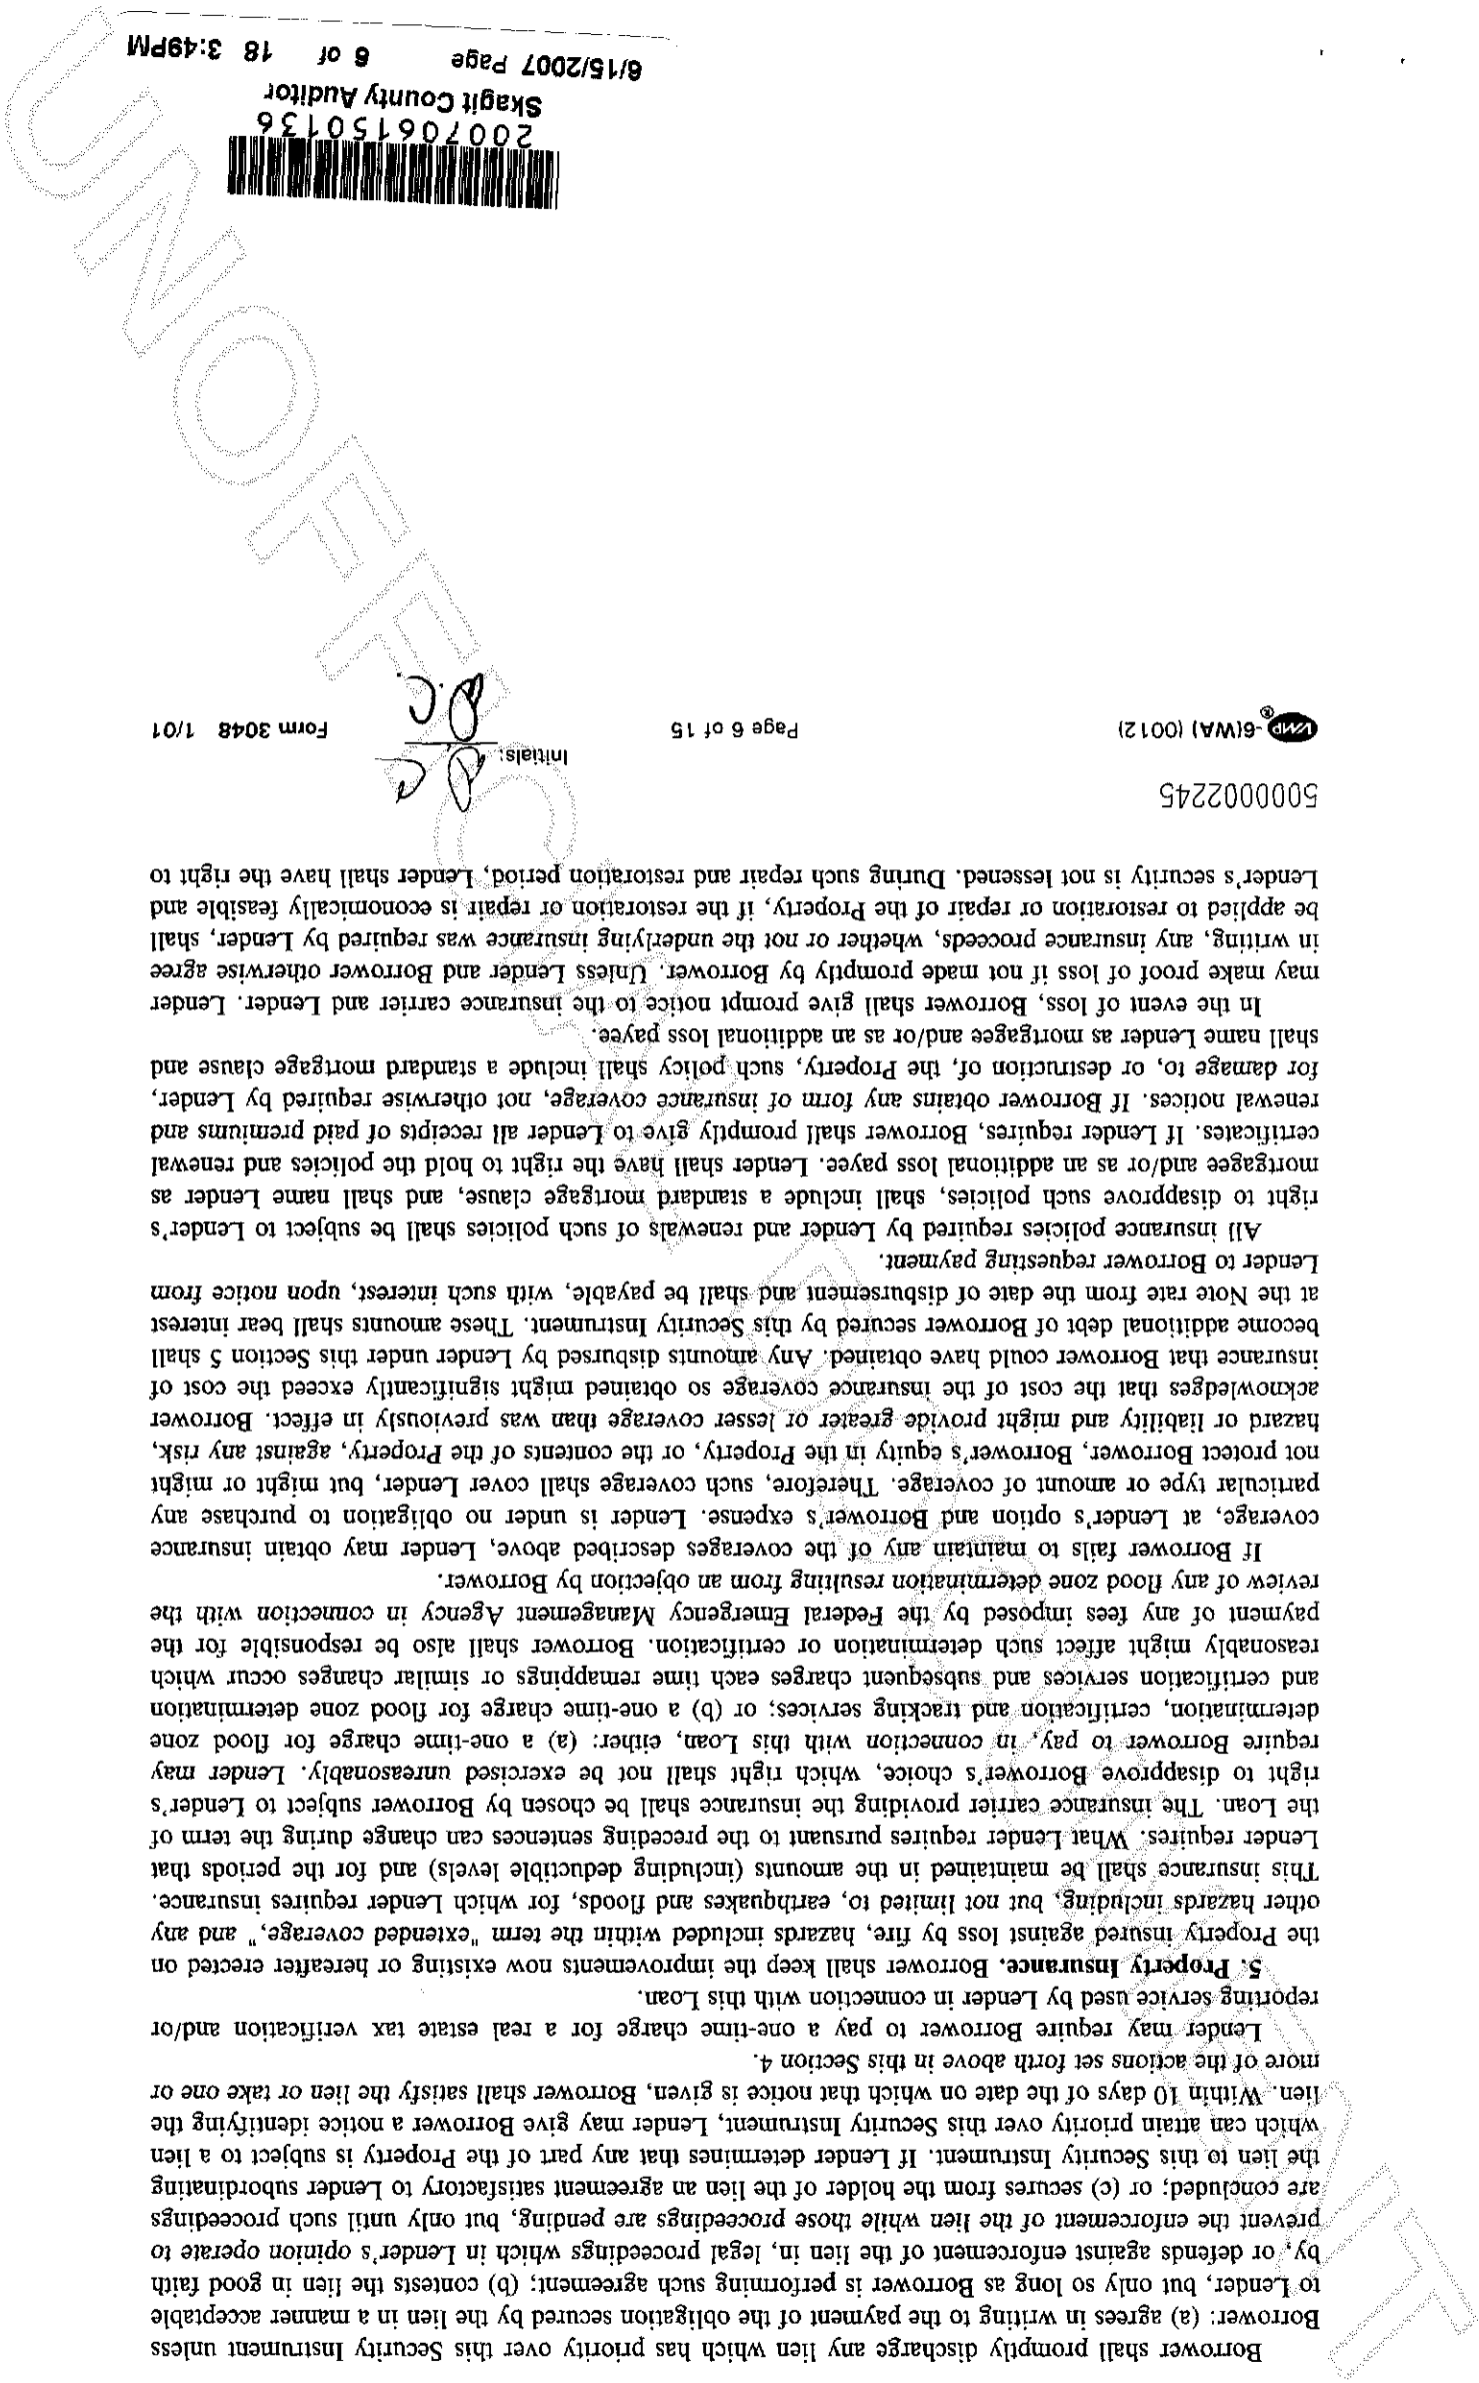 Borrower shall promptly discharge any lien which has priority over this Security Instrument unless
Borrower: (a) agrees in writing to the payment of the obligation secured by the lien in a manner acceptable
to Lender, but only so long as Borrower is performing such agreement; (b) contests the lien in good faith
by, or defends against enforcement of the lien in, legal proceedings which in Lender's opinion operate to
prevent the enforcement of the lien while those proceedings are pending, but only until such proceedings
are concluded; or (c) secures from the holder of the lien an agreement satisfactory to Lender subordinating
the lien to this Security Instrument. If Lender determines that any part of the Property is subject to a lien
which can attain priority over this Security Instrument, Lender may give Borrower a notice identifying the
lien. Within 10 days of the date on which that notice is given, Borrower shall satisfy the lien or take one or
more of the actions set forth above in this Section 4.
Lender may require Borrower to pay a one-time charge for a real estate tax verification and/or
reporting service used by Lender in connection with this Loan.
5. Property Insurance. Borrower shall keep the improvements now existing or hereafter erected on
the Property insured against loss by fire, hazards included within the term "extended coverage," and any
other hazards including, but not limited to, earthquakes and floods, for which Lender requires insurance.
This insurance shall be maintained in the amounts (including deductible levels) and for the periods that
Lender requires. What Lender requires pursuant to the preceding sentences can change during the term of
the Loan. The insurance carrier providing the insurance shall be chosen by Borrower subject to Lender's
right to disapprove Borrower's choice, which right shall not be exercised unreasonably. Lender may
require Borrower to pay, in connection with this Loan, either: (a) a one-time charge for flood zone
determination, certification and tracking services; or (b) a one-time charge for flood zone determination
and certification services and subsequent charges each time remappings or similar changes occur which
reasonably might affect such determination or certification. Borrower shall also be responsible for the
payment of any fees imposed by the Federal Emergency Management Agency in connection with the
review of any flood zone determination resulting from an objection by Borrower.
If Borrower fails to maintain any of the coverages described above, Lender may obtain insurance
coverage, at Lender's option and Borrower's expense. Lender is under no obligation to purchase any
particular type or amount of coverage. Therefore, such coverage shall cover Lender, but might or might
not protect Borrower, Borrower's equity in the Property, or the contents of the Property, against any risk,
hazard or liability and might provide greater or lesser coverage than was previously in effect. Borrower
acknowledges that the cost of the insurance coverage so obtained might significantly exceed the cost of
insurance that Borrower could have obtained. Any amounts disbursed by Lender under this Section 5 shall
become additional debt of Borrower secured by this Security Instrument. These amounts shall bear interest
at the Note rate from the date of disbursement and shall be payable, with such interest, upon notice from
Lender to Borrower requesting payment.
All insurance policies required by Lender and renewals of such policies shall be subject to Lender's
right to disapprove such policies, shall include a standard mortgage clause, and shall name Lender as
mortgagee and/or as an additional loss payee. Lender shall have the right to hold the policies and renewal
certificates. If Lender requires, Borrower shall promptly give to Lender all receipts of paid premiums and
renewal notices. If Borrower obtains any form of insurance coverage, not otherwise required by Lender,
for damage to, or destruction of, the Property, such policy shall include a standard mortgage clause and
shall name Lender as mortgagee and/or as an additional loss payee.
In the event of loss, Borrower shall give prompt notice to the insurance carrier and Lender. Lender
may make proof of loss if not made promptly by Borrower. Unless Lender and Borrower otherwise agree
in writing, any insurance proceeds, whether or not the underlying insurance was required by Lender, shall
be applied to restoration or repair of the Property, if the restoration or repair is economically feasible and
Lender's security is not lessened. During such repair and restoration period, Lender shall have the right to
5000002245
Initials:
VMP®-6(WA) (0012) Page 6 of 15 Form 3048 1/01
200706150136
Skagit County Auditor
6/15/2007 Page 6 of 18 3:49PM
UNOFFICIAL DOCUMENT